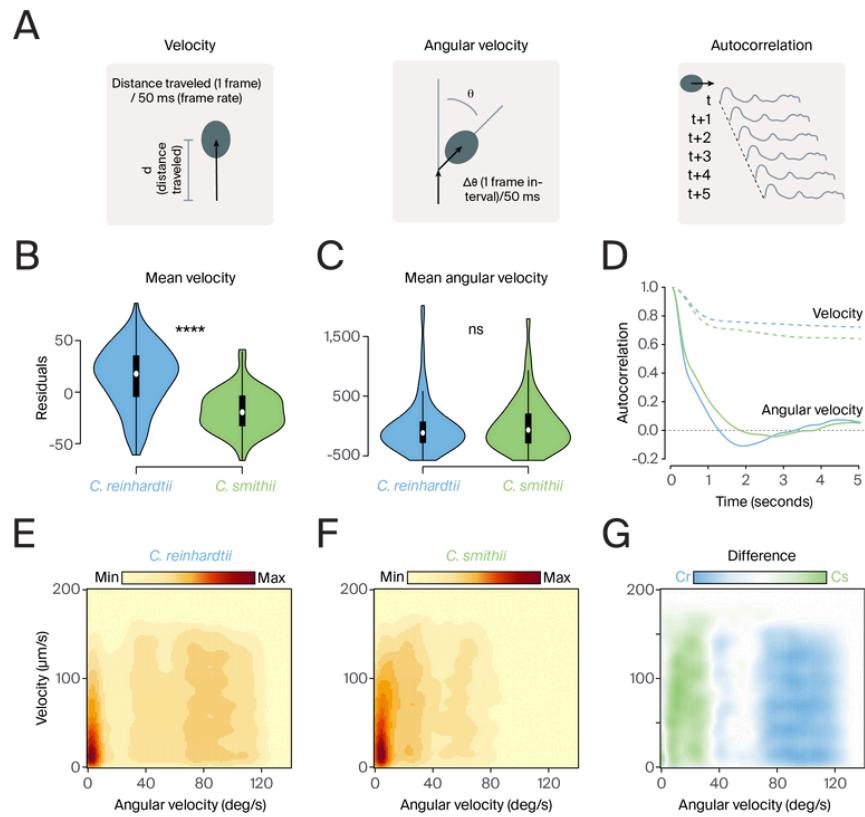 A
Velocity
Distance traveled (1 frame)
/ 50 ms (frame rate)
d
(distance
traveled)
Angular velocity
θ
Δθ (1 frame in-
terval)/50 ms
Autocorrelation
t
t+1
t+2
t+3
t+4
t+5
B
Mean velocity
****
Residuals
50
0
-50
C. reinhardtii
C. smithii
C
Mean angular velocity
ns
1,500
500
-500
C. reinhardtii
C. smithii
D
Autocorrelation
1.0
0.8
0.6
0.4
0.2
0.0
-0.2
Velocity
Angular velocity
0 1 2 3 4 5
Time (seconds)
E
C. reinhardtii
Min Max
Velocity (µm/s)
200
100
0
0 40 80 120
Angular velocity (deg/s)
F
C. smithii
Min Max
200
100
0
0 40 80 120
Angular velocity (deg/s)
G
Difference
Cr Cs
200
100
0
0 40 80 120
Angular velocity (deg/s)